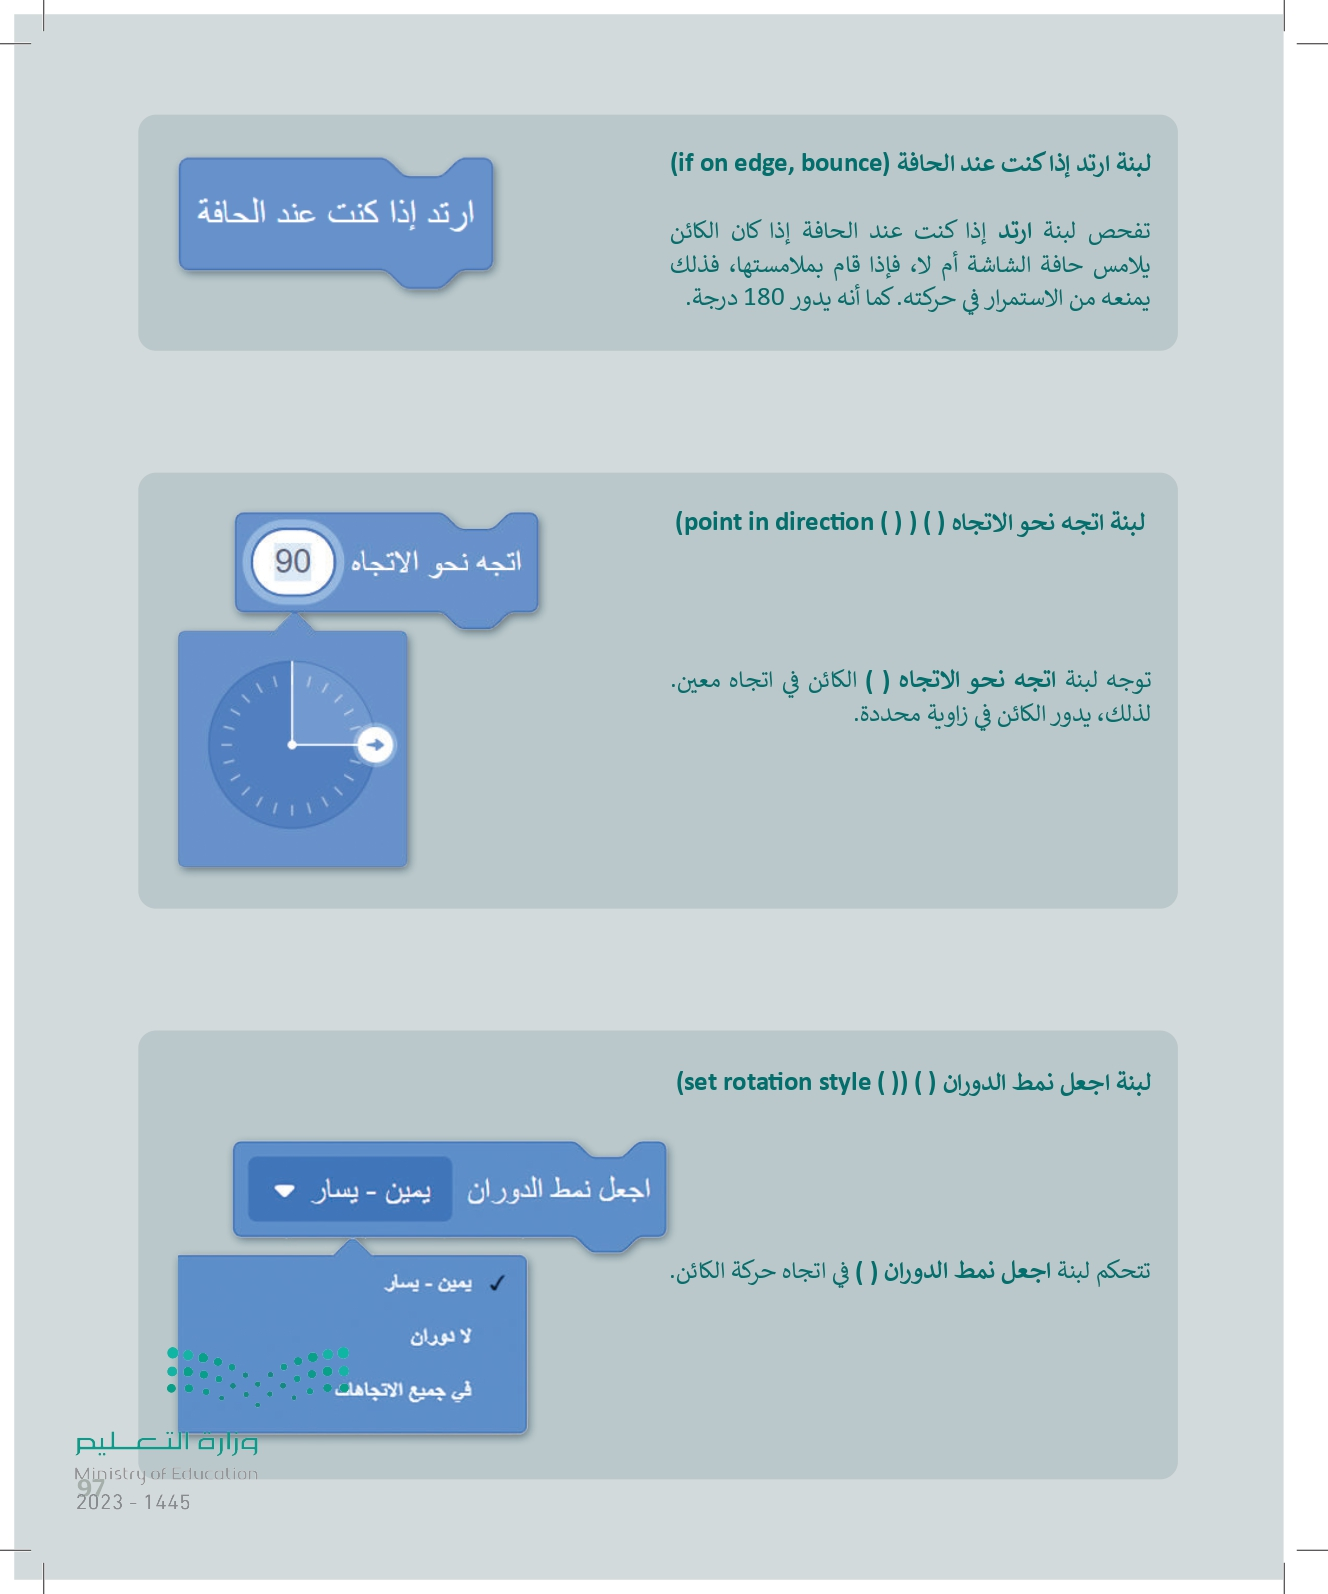 لبنة ارتد إذا كنت عند الحافة (if on edge, bounce)
ارتد إذا كنت عند الحافة
تفحص لبنة ارتد إذا كنت عند الحافة إذا كان الكائن
يلامس حافة الشاشة أم لا، فإذا قام بملامستها، فذلك
يمنعه من الاستمرار في حركته. كما أنه يدور 180 درجة.
لبنة اتجه نحو الاتجاه ( ) (point in direction ( ) )
اتجه نحو الاتجاه 90
توجه لبنة اتجه نحو الاتجاه ( ) الكائن في اتجاه معين.
لذلك، يدور الكائن في زاوية محددة.
لبنة اجعل نمط الدوران ( ) (set rotation style ( ))
اجعل نمط الدوران يمين - يسار
تتحكم لبنة اجعل نمط الدوران ( ) في اتجاه حركة الكائن.
✓ يمين - يسار
لا دوران
في جميع الاتجاهات
وزارة التعليم
Ministry of Education
97
2023 - 1445